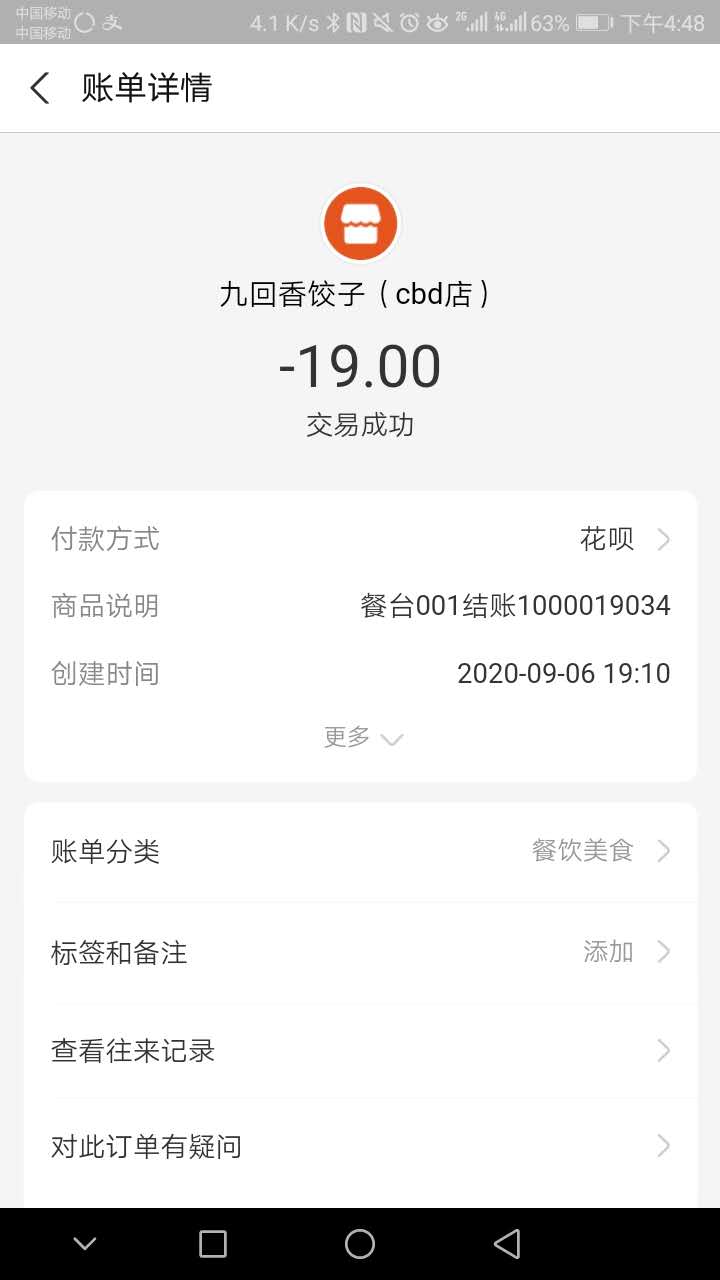 中国移动
中国移动
4.1 K/s 2G 4G 63% 下午4:48
账单详情
九回香饺子（cbd店）
-19.00
交易成功
付款方式 花呗
商品说明 餐台001结账1000019034
创建时间 2020-09-06 19:10
更多
账单分类 餐饮美食
标签和备注 添加
查看往来记录
对此订单有疑问